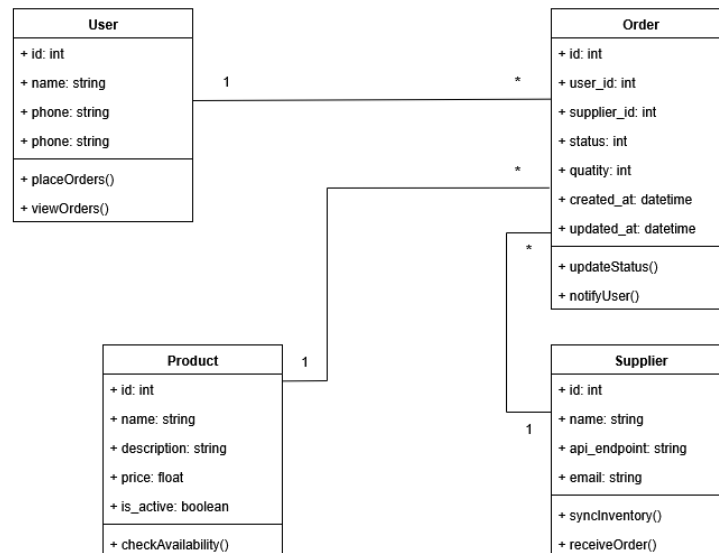 User
+ id: int
+ name: string
+ phone: string
+ phone: string
+ placeOrders()
+ viewOrders()
1
*
Order
+ id: int
+ user_id: int
+ supplier_id: int
+ status: int
+ quatity: int
+ created_at: datetime
+ updated_at: datetime
+ updateStatus()
+ notifyUser()
*
*
Product
+ id: int
+ name: string
+ description: string
+ price: float
+ is_active: boolean
+ checkAvailability()
1
1
Supplier
+ id: int
+ name: string
+ api_endpoint: string
+ email: string
+ syncInventory()
+ receiveOrder()